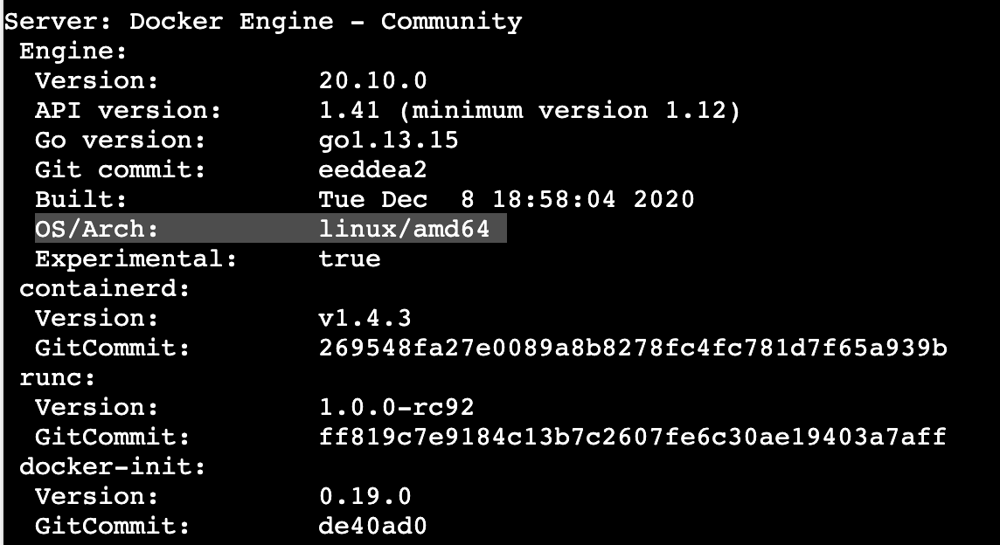 Server: Docker Engine - Community
 Engine:
  Version:          20.10.0
  API version:      1.41 (minimum version 1.12)
  Go version:       go1.13.15
  Git commit:       eeddea2
  Built:            Tue Dec  8 18:58:04 2020
  OS/Arch:          linux/amd64
  Experimental:     true
 containerd:
  Version:          v1.4.3
  GitCommit:        269548fa27e0089a8b8278fc4fc781d7f65a939b
 runc:
  Version:          1.0.0-rc92
  GitCommit:        ff819c7e9184c13b7c2607fe6c30ae19403a7aff
 docker-init:
  Version:          0.19.0
  GitCommit:        de40ad0